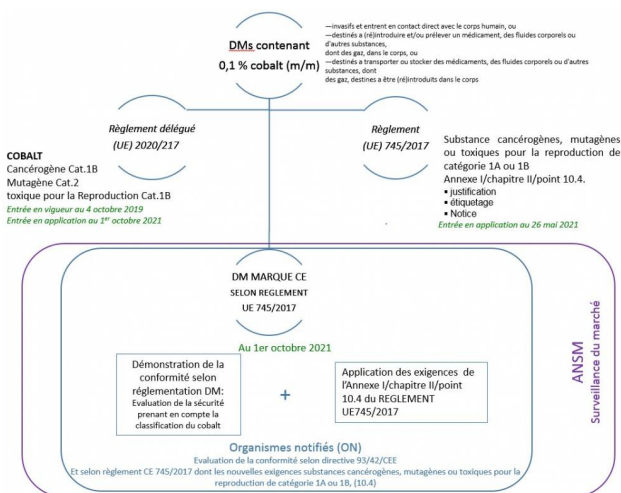 DMs contenant
0,1 % cobalt (m/m)
—invasifs et entrent en contact direct avec le corps humain, ou
—destinés a (ré)introduire et/ou prélever un médicament, des fluides corporels ou
d'autres substances,
dont des gaz, dans le corps, ou
—destinés a transporter ou stocker des médicaments, des fluides corporels ou d'autres
substances, dont
des gaz, destines a être (ré)introduits dans le corps
Règlement délégué
(UE) 2020/217
Règlement
(UE) 745/2017
COBALT
Cancérogène Cat.1B
Mutagène Cat.2
toxique pour la Reproduction Cat.1B
Entrée en vigueur au 4 octobre 2019
Entrée en application au 1er octobre 2021
Substance cancérogènes, mutagènes
ou toxiques pour la reproduction de
catégorie 1A ou 1B
Annexe I/chapitre II/point 10.4.
▪ justification
▪ étiquetage
▪ Notice
Entrée en application au 26 mai 2021
DM MARQUE CE
SELON REGLEMENT
UE 745/2017
Au 1er octobre 2021
Démonstration de la
conformité selon
réglementation DM:
Evaluation de la sécurité
prenant en compte la
classification du cobalt
+
Application des exigences de
l'Annexe I/chapitre II/point
10.4 du REGLEMENT
UE745/2017
Organismes notifiés (ON)
Evaluation de la conformité selon directive 93/42/CEE
Et selon règlement CE 745/2017 dont les nouvelles exigences substances cancérogènes, mutagènes ou toxiques pour la
reproduction de catégorie 1A ou 1B, (10.4)
ANSM
Surveillance du marché